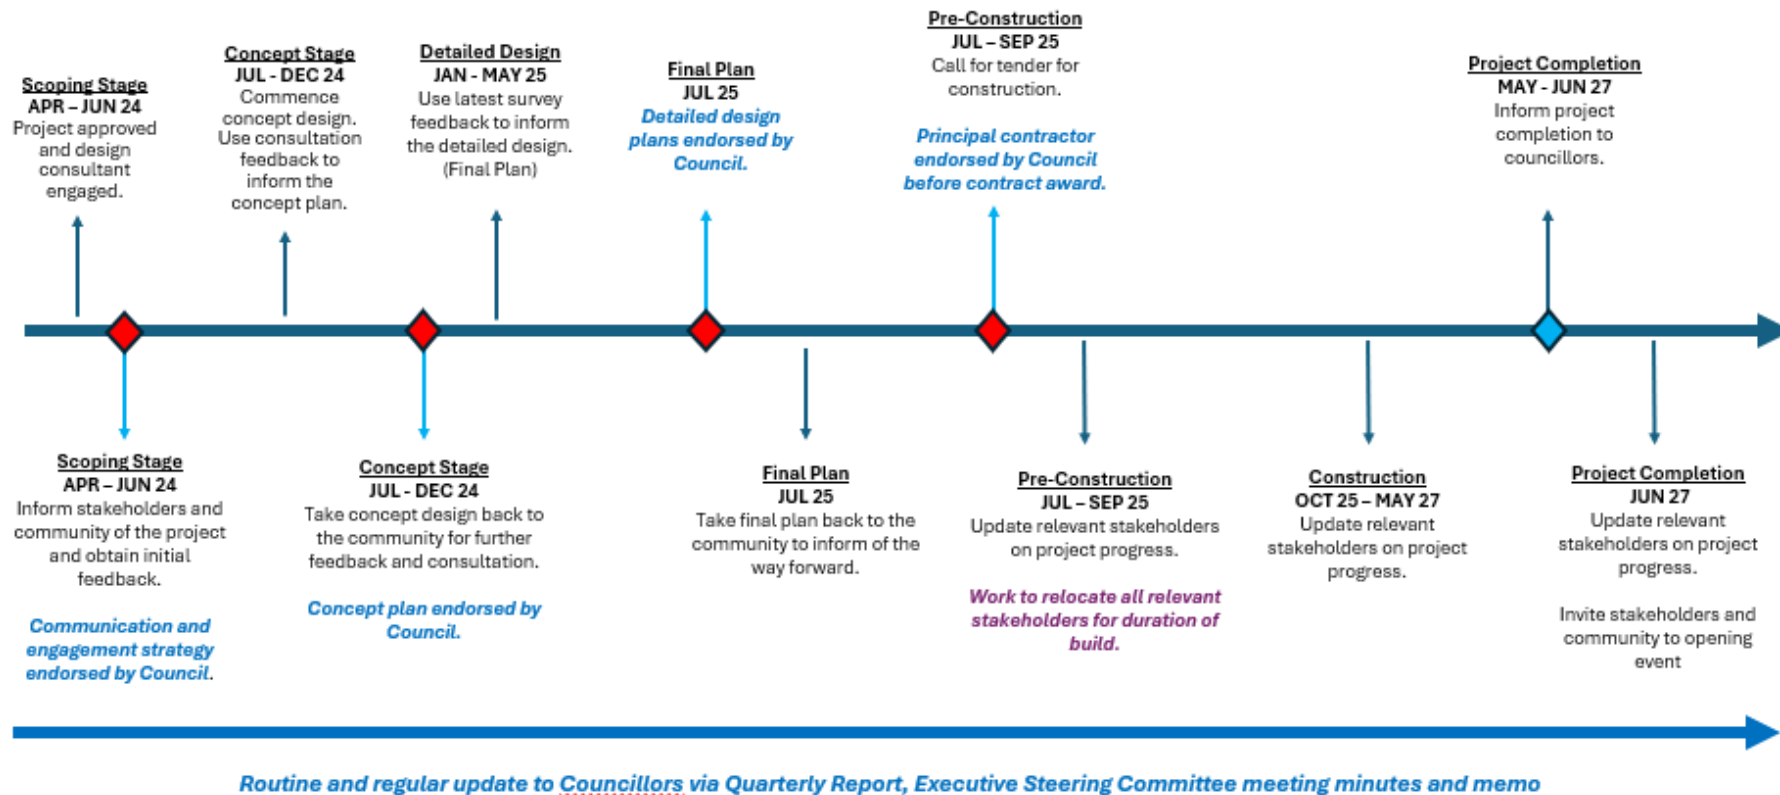 Scoping Stage
APR – JUN 24
Project approved
and design
consultant
engaged.
Concept Stage
JUL - DEC 24
Commence
concept design.
Use consultation
feedback to
inform the
concept plan.
Detailed Design
JAN - MAY 25
Use latest survey
feedback to inform
the detailed design.
(Final Plan)
Final Plan
JUL 25
Detailed design
plans endorsed by
Council.
Pre-Construction
JUL – SEP 25
Call for tender for
construction.
Principal contractor
endorsed by Council
before contract award.
Project Completion
MAY - JUN 27
Inform project
completion to
councillors.
Scoping Stage
APR – JUN 24
Inform stakeholders and
community of the project
and obtain initial
feedback.
Communication and
engagement strategy
endorsed by Council.
Concept Stage
JUL - DEC 24
Take concept design back to
the community for further
feedback and consultation.
Concept plan endorsed by
Council.
Final Plan
JUL 25
Take final plan back to the
community to inform of the
way forward.
Pre-Construction
JUL – SEP 25
Update relevant stakeholders
on project progress.
Work to relocate all relevant
stakeholders for duration of
build.
Construction
OCT 25 – MAY 27
Update relevant
stakeholders on project
progress.
Project Completion
JUN 27
Update relevant
stakeholders on project
progress.
Invite stakeholders and
community to opening
event
Routine and regular update to Councillors via Quarterly Report, Executive Steering Committee meeting minutes and memo